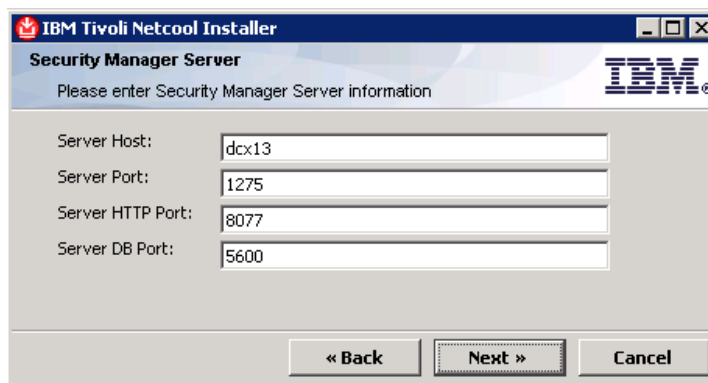 IBM Tivoli Netcool Installer
Security Manager Server
Please enter Security Manager Server information
IBM®
Server Host: dcx13
Server Port: 1275
Server HTTP Port: 8077
Server DB Port: 5600
« Back Next » Cancel